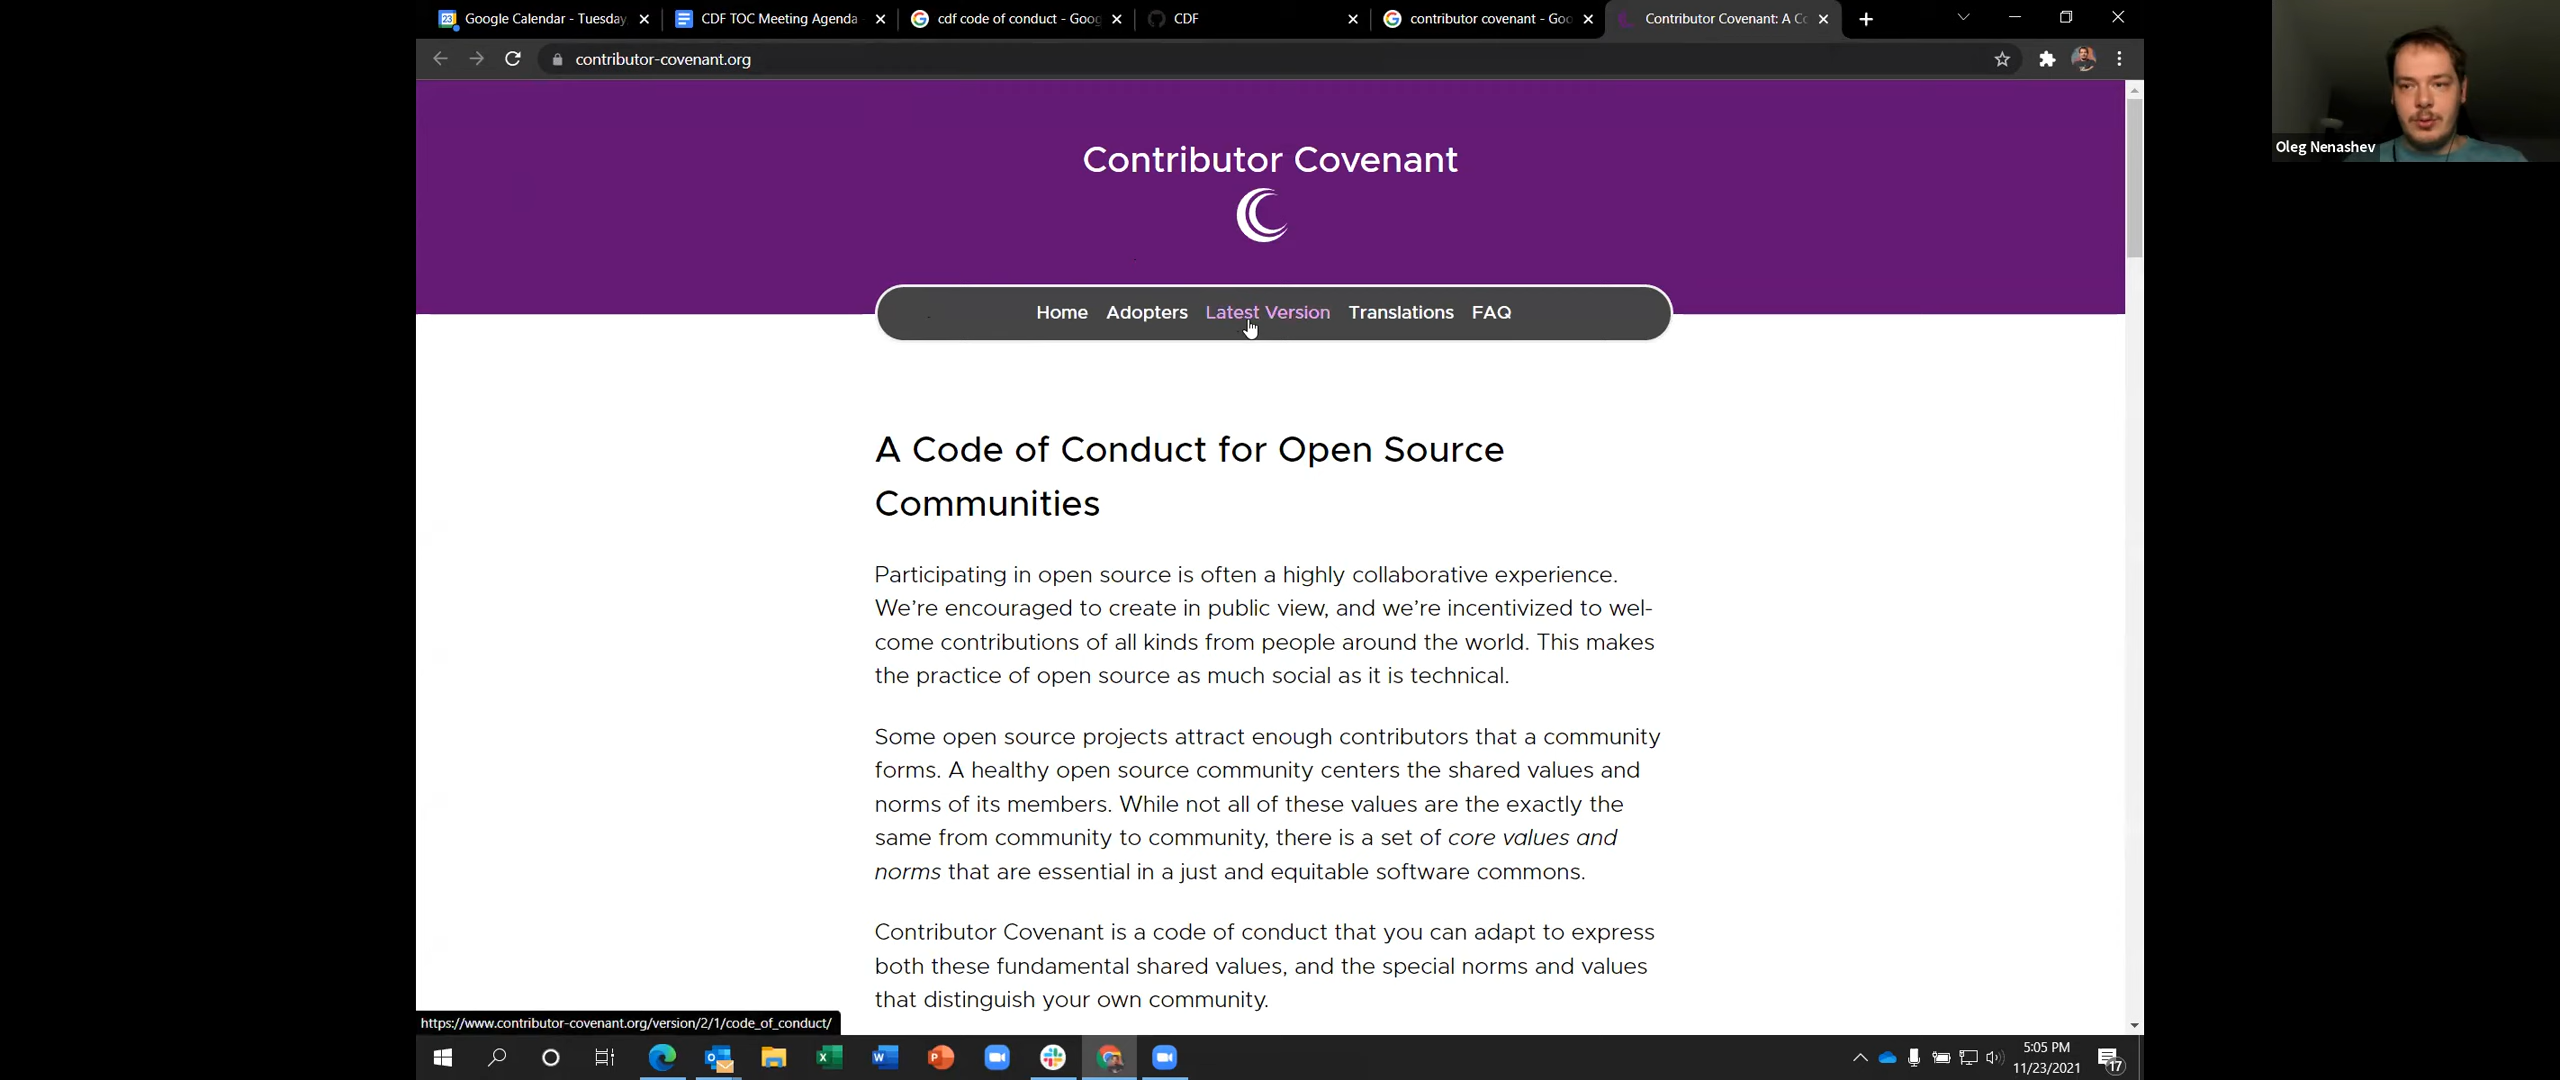 Google Calendar - Tuesday,
CDF TOC Meeting Agenda
cdf code of conduct - Goog
CDF
contributor covenant - Goo
Contributor Covenant: A Co
contributor-covenant.org
Oleg Nenashev
Contributor Covenant
Home Adopters Latest Version Translations FAQ
A Code of Conduct for Open Source
Communities
Participating in open source is often a highly collaborative experience.
We’re encouraged to create in public view, and we’re incentivized to wel-
come contributions of all kinds from people around the world. This makes
the practice of open source as much social as it is technical.
Some open source projects attract enough contributors that a community
forms. A healthy open source community centers the shared values and
norms of its members. While not all of these values are the exactly the
same from community to community, there is a set of core values and
norms that are essential in a just and equitable software commons.
Contributor Covenant is a code of conduct that you can adapt to express
both these fundamental shared values, and the special norms and values
that distinguish your own community.
https://www.contributor-covenant.org/version/2/1/code_of_conduct/
5:05 PM
11/23/2021
17